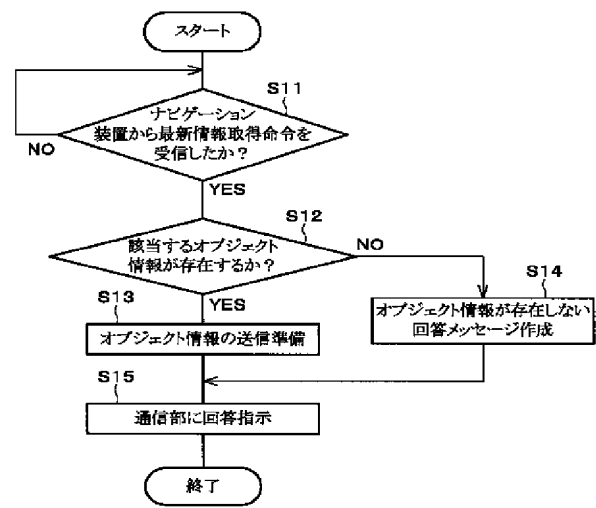 スタート
S11
ナビゲーション
装置から最新情報取得命令を
受信したか？
NO
YES
S12
該当するオブジェクト
情報が存在するか？
NO
YES
S13
オブジェクト情報の送信準備
S14
オブジェクト情報が存在しない
回答メッセージ作成
S15
通信部に回答指示
終了